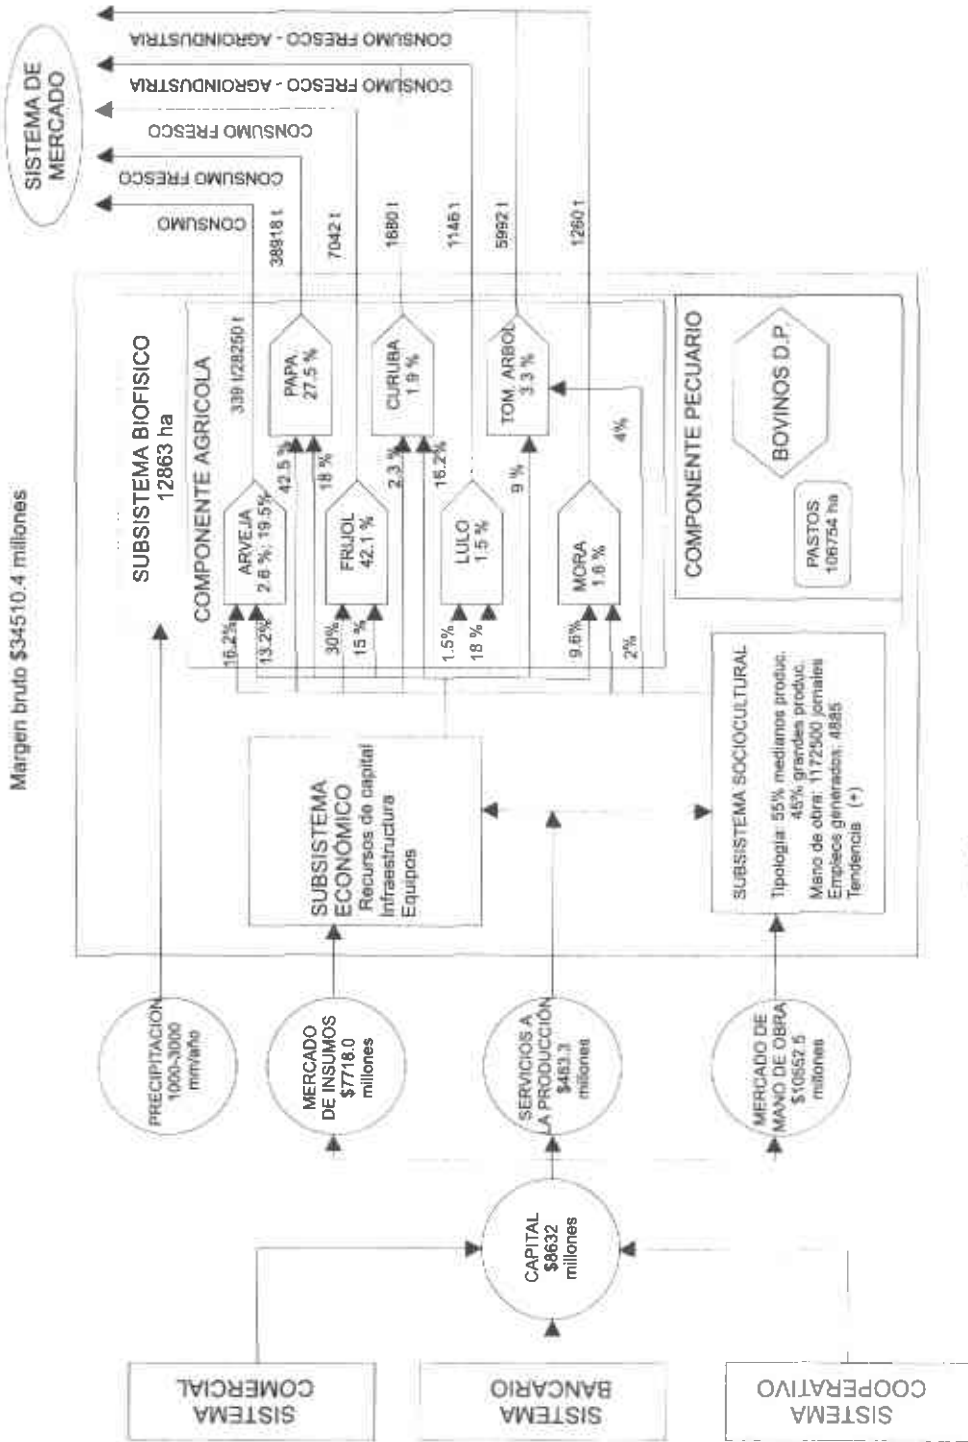 Margen bruto $34510.4 millones
SISTEMA
COMERCIAL
SISTEMA
BANCARIO
SISTEMA
COOPERATIVO
CAPITAL
$8632
millones
PRECIPITACIÓN
1000-3000
mm/año
MERCADO
DE INSUMOS
$7718.0
millones
SERVICIOS A
LA PRODUCCIÓN
$483.3
millones
MERCADO DE
MANO DE OBRA
$10552.5
millones
SUBSISTEMA
ECONÓMICO
Recursos de capital
Infraestructura
Equipos
SUBSISTEMA SOCIOCULTURAL
Tipología: 55% medianos produc.
45% grandes produc.
Mano de obra: 1172500 jornales
Empleos generados: 4885
Tendencia (+)
SUBSISTEMA BIOFISICO
12863 ha
COMPONENTE AGRICOLA
16.2%
13.2%
ARVEJA
2.6 %; 19.5%
339 t/28250 t
42.5 %
18 %
PAPA.
27.5 %
38918 t
30%
15 %
FRIJOL
42.1 %
7042 t
2.3 %
16.2%
CURUBA
1.9 %
1680 t
1.5%
18 %
LULO
1.5 %
1146 t
9 %
TOM. ARBOL
3.3 %
5992 t
9.6%
2%
MORA
1.6 %
4%
1260 t
COMPONENTE PECUARIO
PASTOS
106754 ha
BOVINOS D.P.
CONSUMO
CONSUMO FRESCO
CONSUMO FRESCO
CONSUMO FRESCO - AGROINDUSTRIA
CONSUMO FRESCO - AGROINDUSTRIA
SISTEMA DE
MERCADO